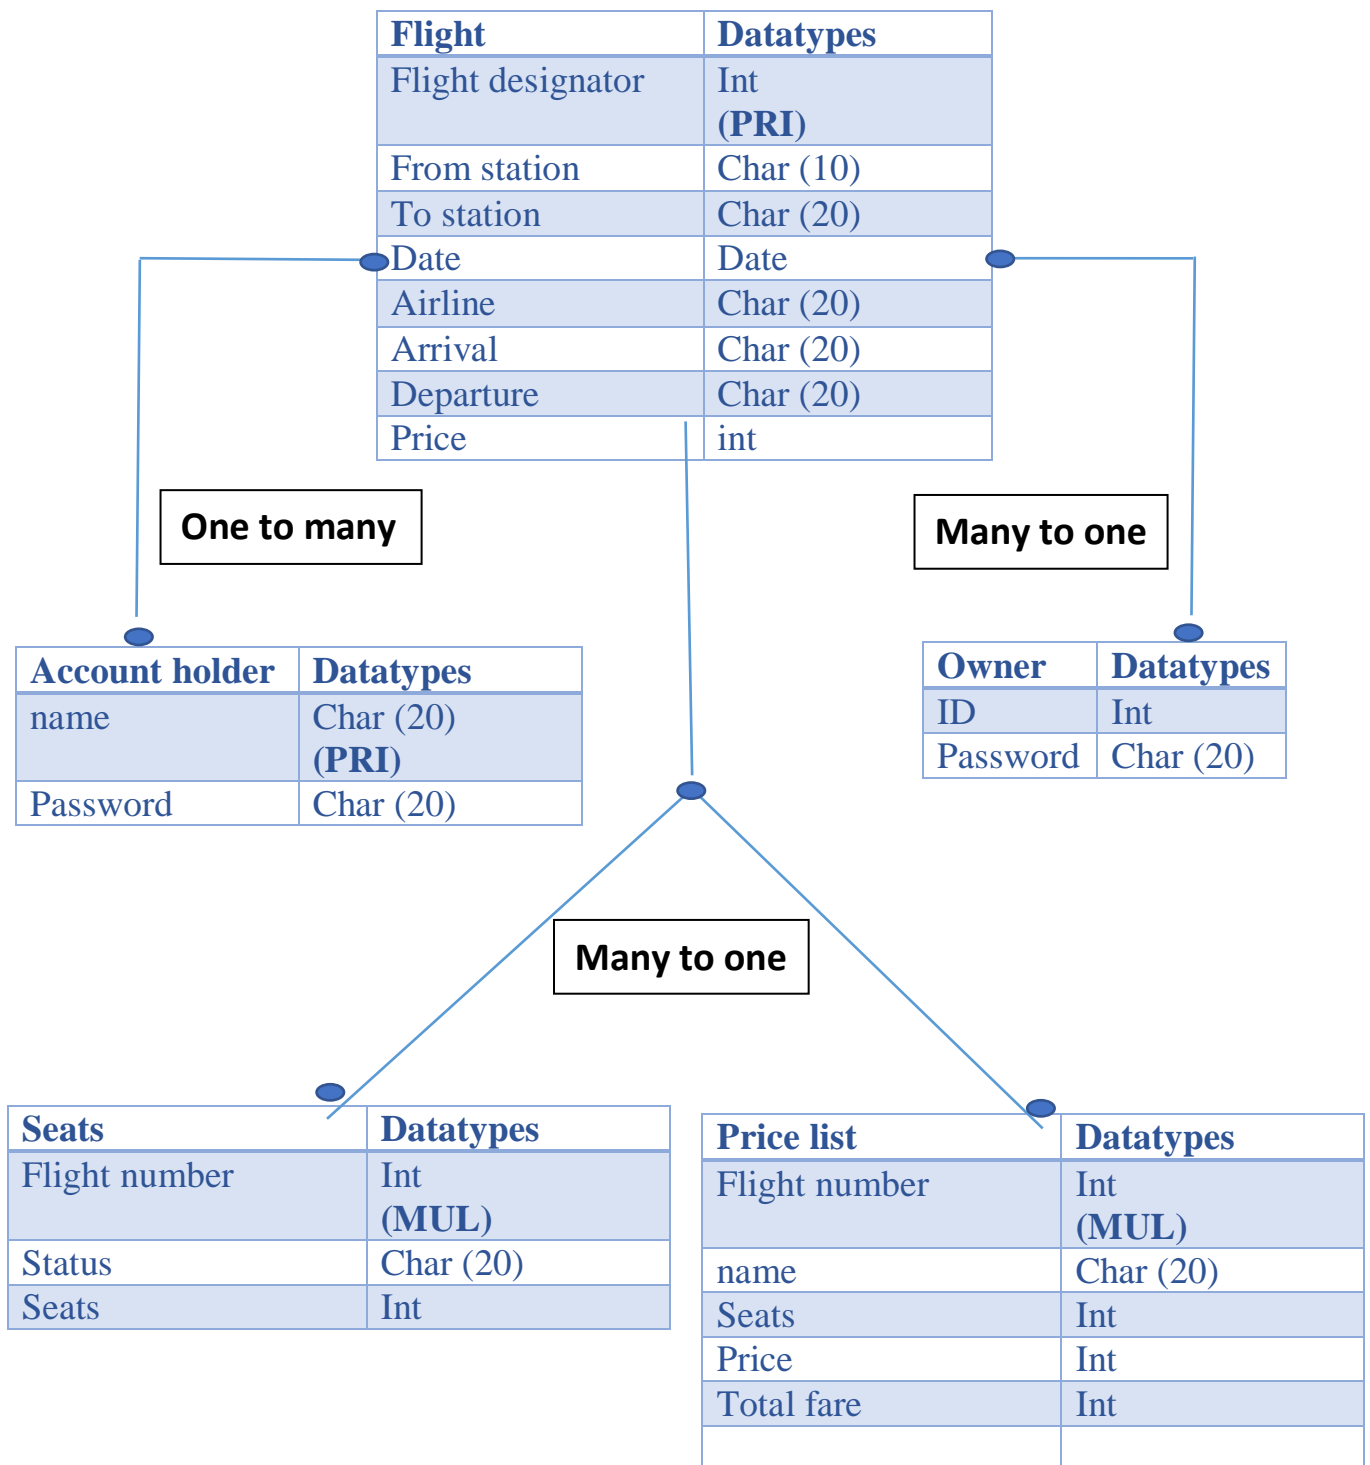 Flight Datatypes
Flight designator Int
(PRI)
From station Char (10)
To station Char (20)
Date Date
Airline Char (20)
Arrival Char (20)
Departure Char (20)
Price int
One to many
Many to one
Account holder Datatypes
name Char (20)
(PRI)
Password Char (20)
Owner Datatypes
ID Int
Password Char (20)
Many to one
Seats Datatypes
Flight number Int
(MUL)
Status Char (20)
Seats Int
Price list Datatypes
Flight number Int
(MUL)
name Char (20)
Seats Int
Price Int
Total fare Int